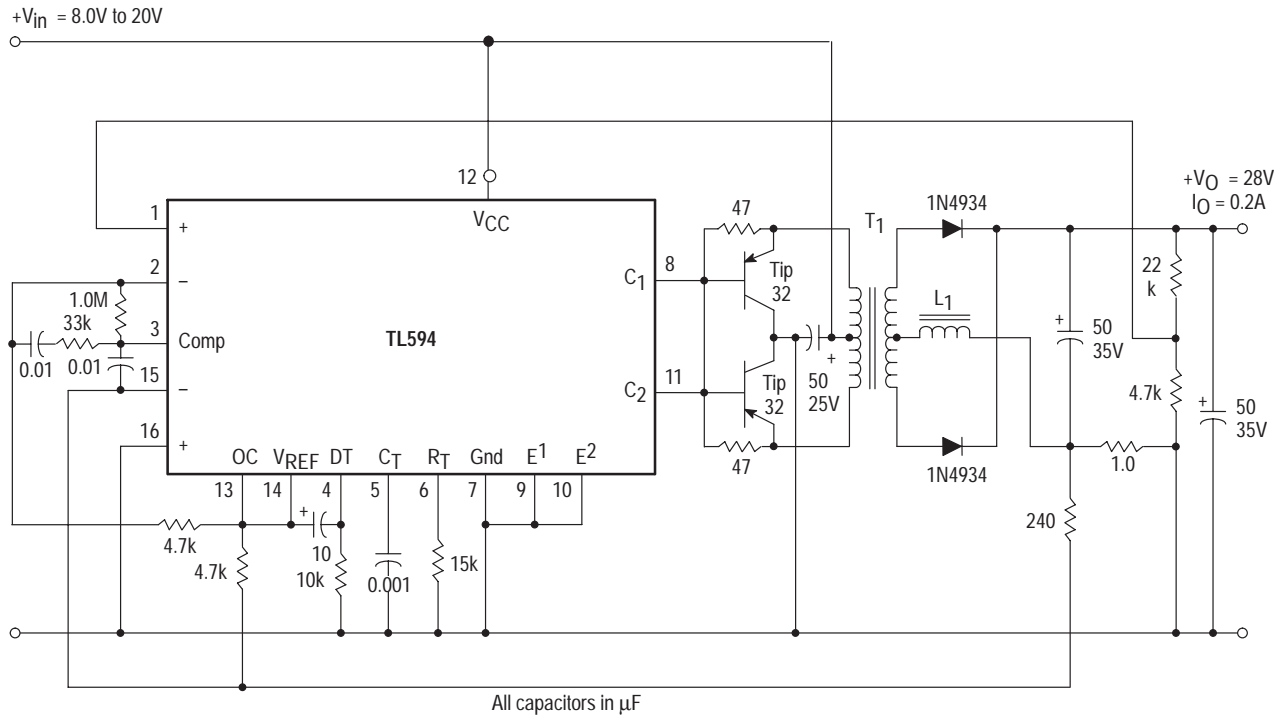 +Vin = 8.0V to 20V
+VO = 28V
IO = 0.2A
12
VCC
1N4934
1
+
47
T1
2
−
C1
8
Tip
32
22
k
1.0M
33k
3
Comp
TL594
L1
+
50
35V
0.01
0.01
15
−
C2
11
Tip
32
+
50
25V
4.7k
+
50
35V
16
+
OC
VREF
DT
CT
RT
Gnd
E1
E2
47
1N4934
1.0
13
14
4
5
6
7
9
10
+
240
4.7k
10
4.7k
10k
0.001
15k
All capacitors in μF